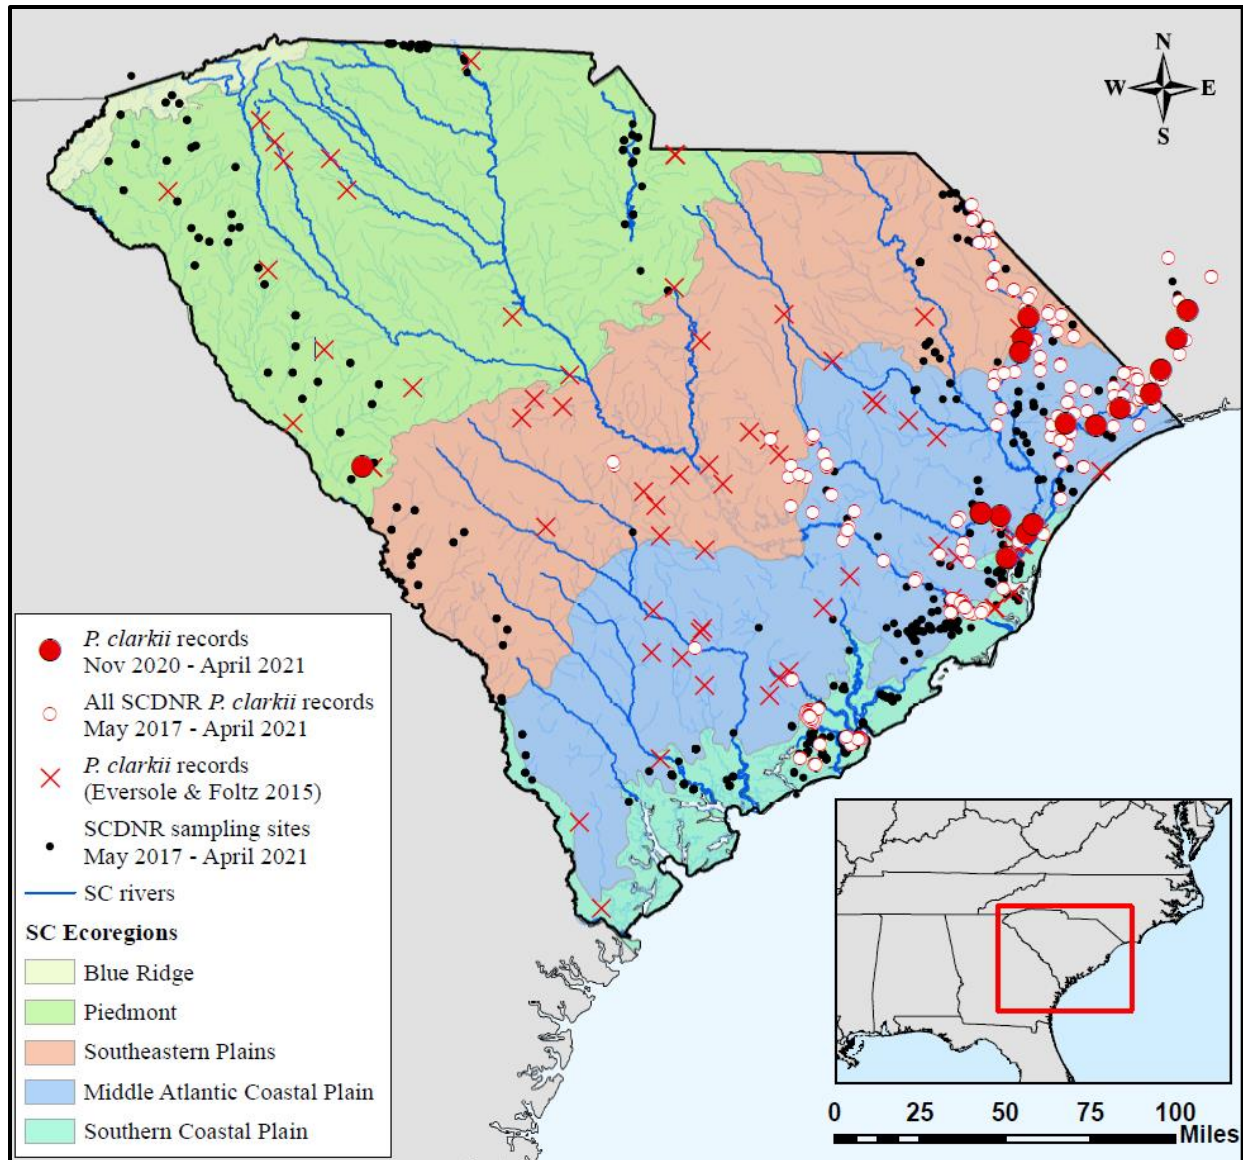 N
W E
S
P. clarkii records
Nov 2020 - April 2021
All SCDNR P. clarkii records
May 2017 - April 2021
P. clarkii records
(Eversole & Foltz 2015)
SCDNR sampling sites
May 2017 - April 2021
SC rivers
SC Ecoregions
Blue Ridge
Piedmont
Southeastern Plains
Middle Atlantic Coastal Plain
Southern Coastal Plain
0 25 50 75 100
Miles